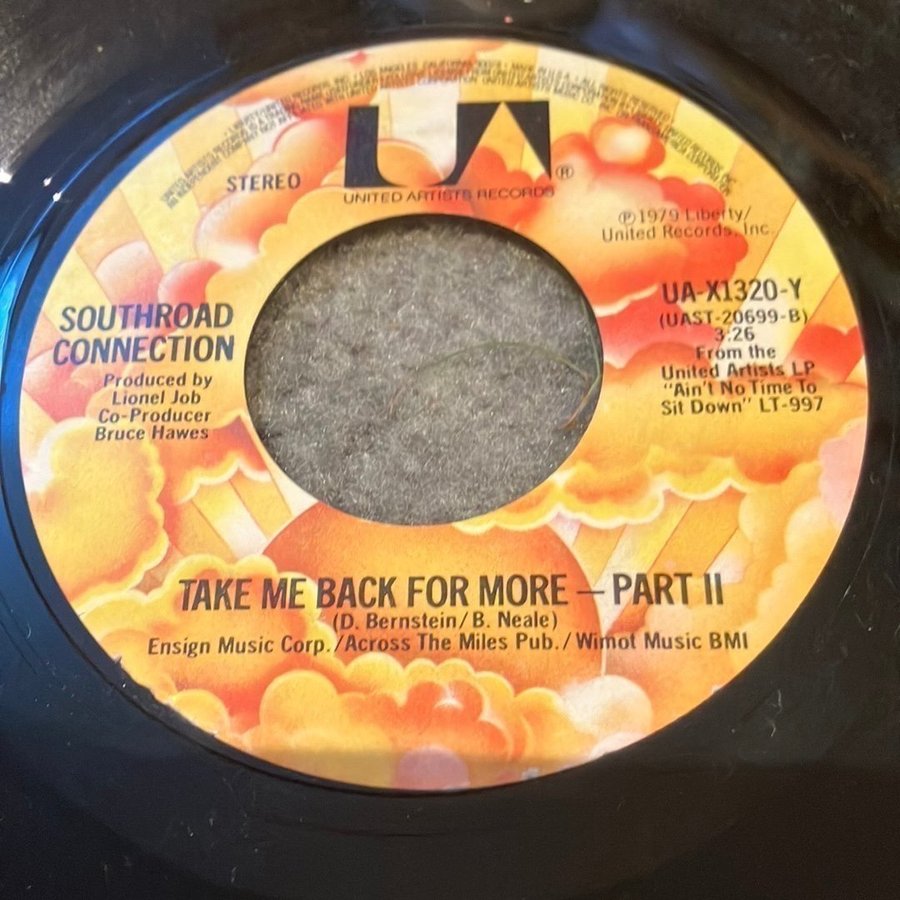 UA®
UNITED ARTISTS RECORDS
STEREO
℗1979 Liberty/
United Records, Inc.
SOUTHROAD
CONNECTION
Produced by
Lionel Job
Co-Producer
Bruce Hawes
UA-X1320-Y
(UAST-20699-B)
3:26
From the
United Artists LP
"Ain't No Time To
Sit Down" LT-997
TAKE ME BACK FOR MORE – PART II
(D. Bernstein/B. Neale)
Ensign Music Corp./Across The Miles Pub./Wimot Music BMI